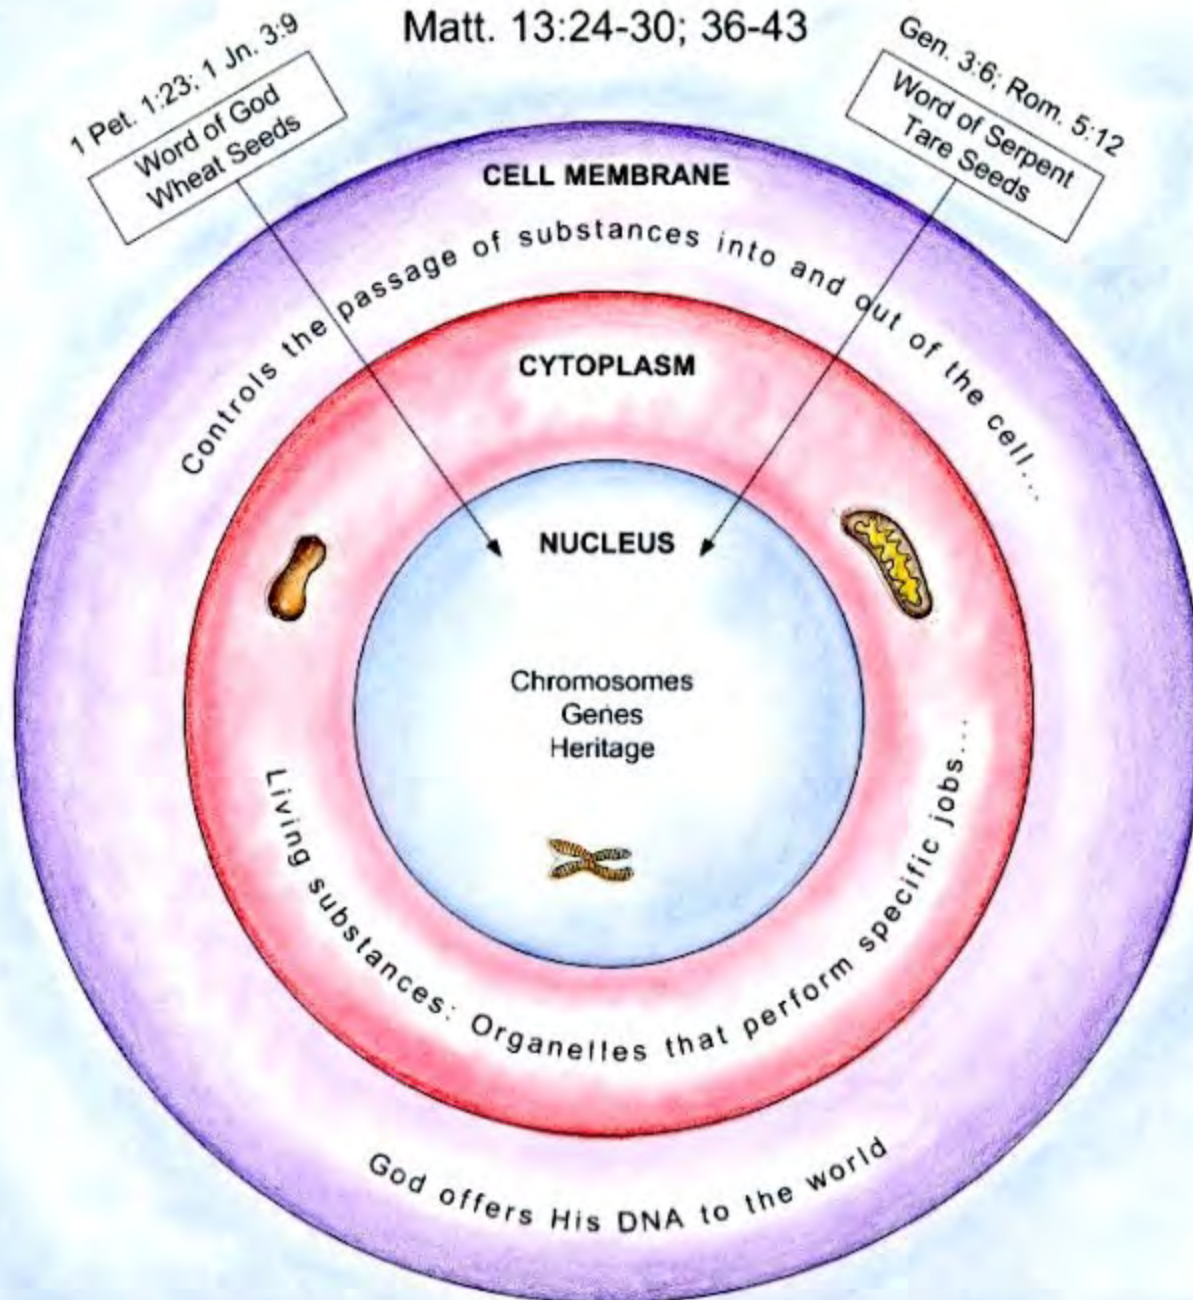 Matt. 13:24-30; 36-43
1 Pet. 1:23; 1 Jn. 3:9
Word of God
Wheat Seeds
Gen. 3:6; Rom. 5:12
Word of Serpent
Tare Seeds
CELL MEMBRANE
Controls the passage of substances into and out of the cell...
CYTOPLASM
NUCLEUS
Chromosomes
Genes
Heritage
Living substances: Organelles that perform specific jobs...
God offers His DNA to the world